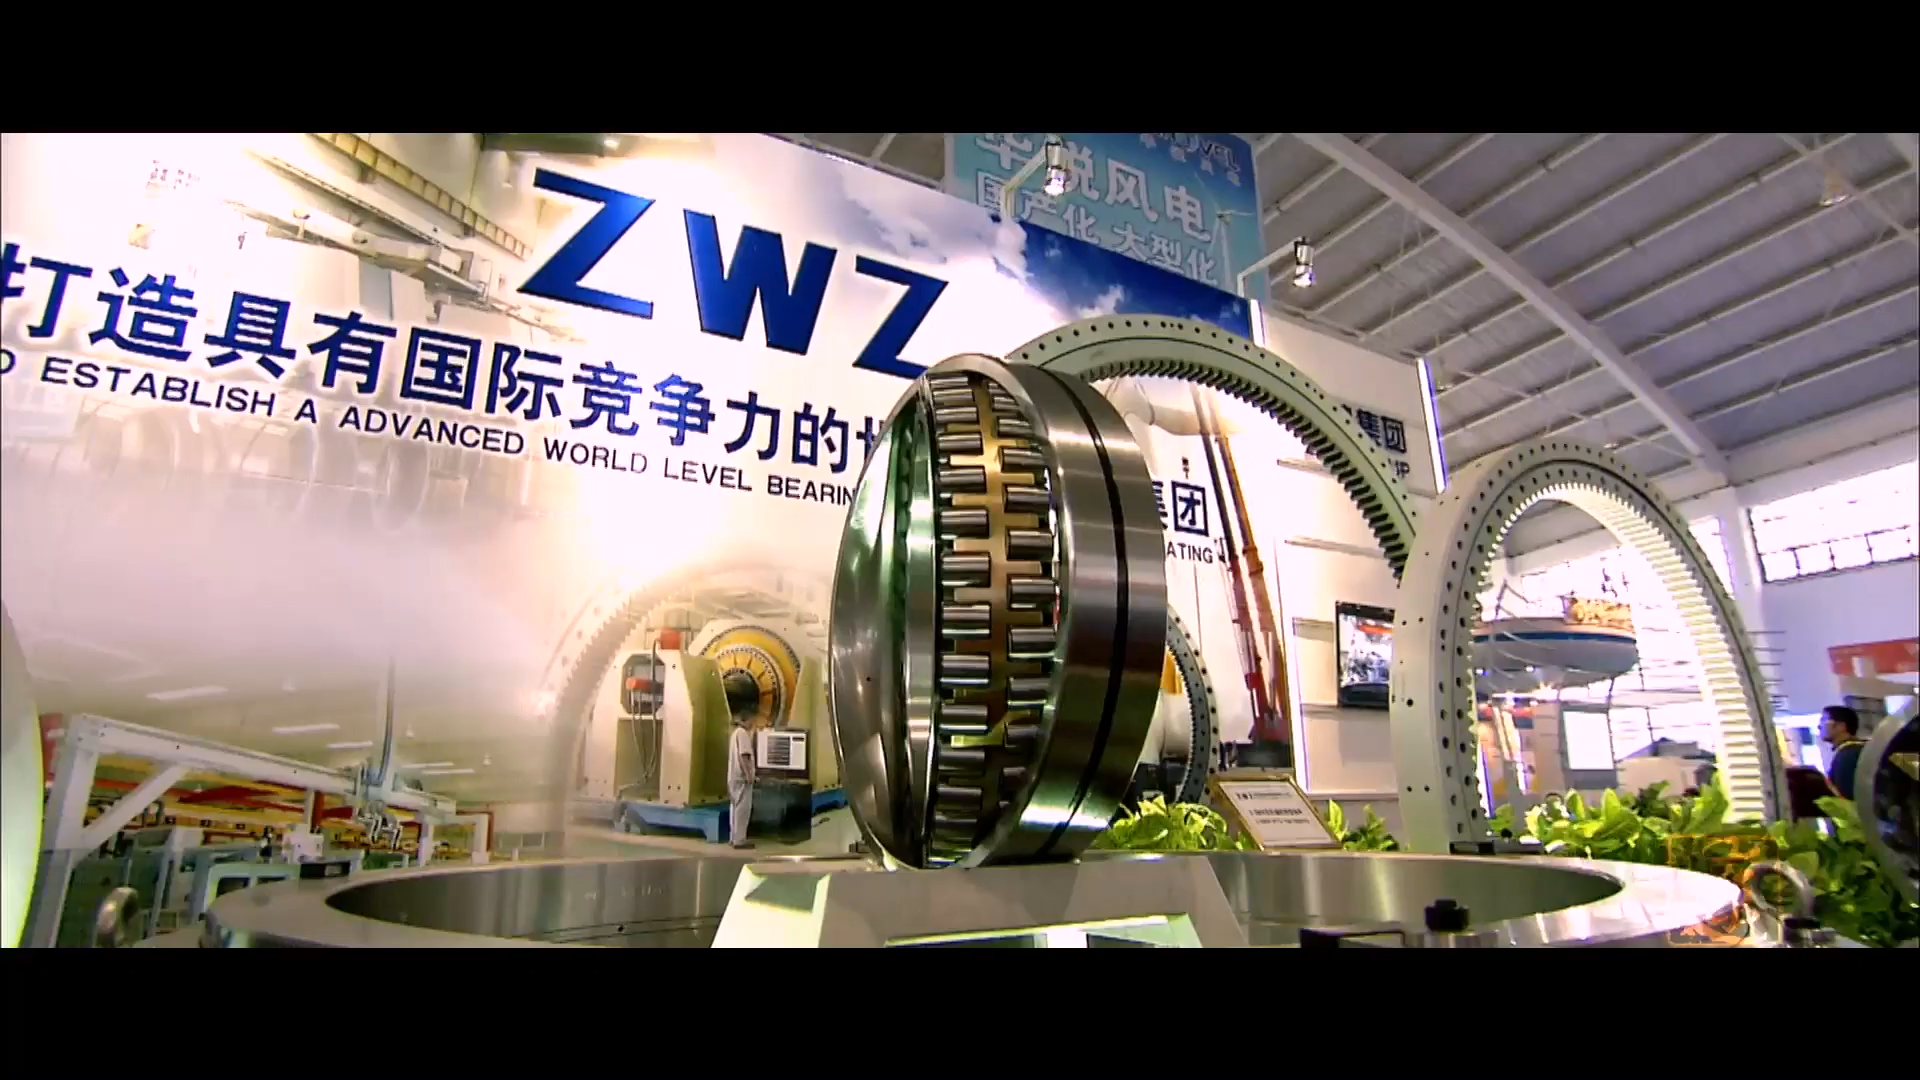 华锐风电
国产化 大型化
ZWZ
打造具有国际竞争力的
ESTABLISH A ADVANCED WORLD LEVEL BEARIN
集团
集团
ATING